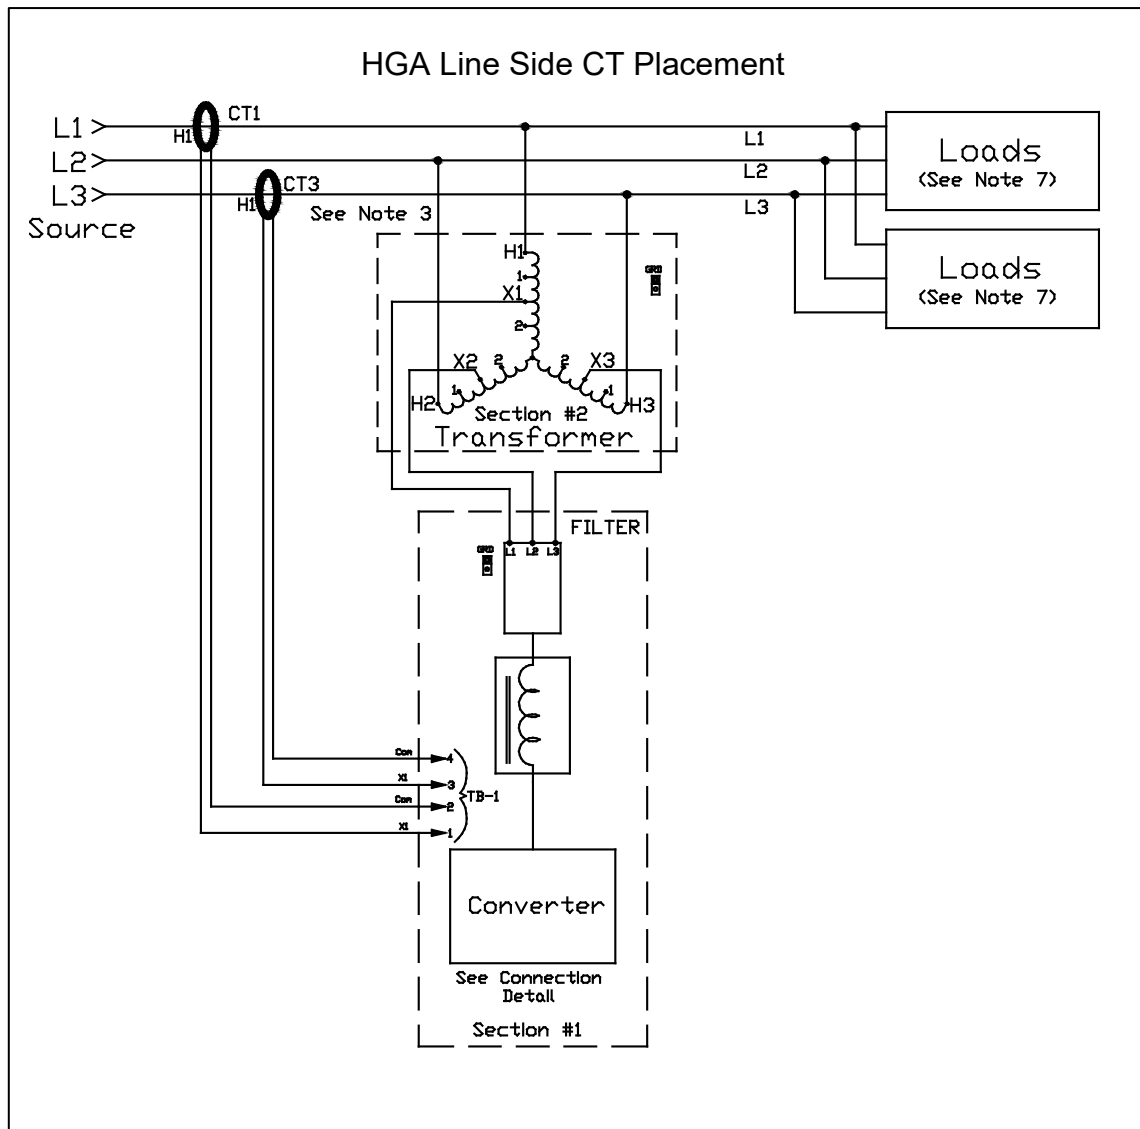 HGA Line Side CT Placement
CT1
L1
H1
L2
L3
CT3
H1
Source
See Note 3
L1
L2
L3
Loads
(See Note 7)
Loads
(See Note 7)
H1
1
X1
2
GRD
X2
2
2
X3
1
1
H2
H3
Section #2
Transformer
FILTER
GRD
L1 L2 L3
Com
4
X1
3
TB-1
Com
2
X1
1
Converter
See Connection
Detail
Section #1